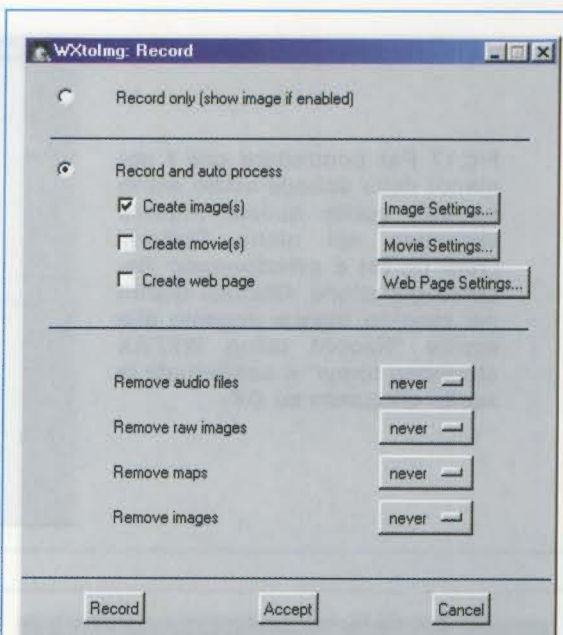 WXtoImg: Record
Record only (show image if enabled)
Record and auto process
Create image(s) Image Settings...
Create movie(s) Movie Settings...
Create web page Web Page Settings...
Remove audio files never
Remove raw images never
Remove maps never
Remove images never
Record Accept Cancel